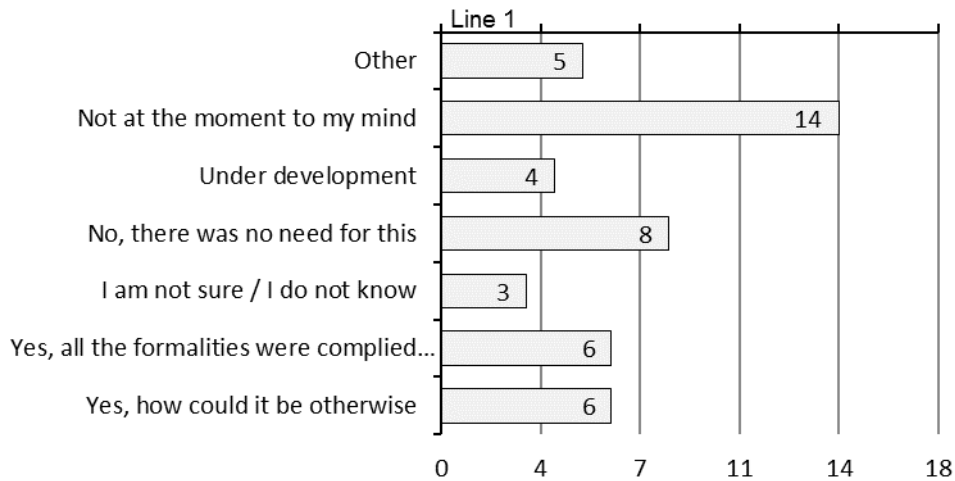 Line 1
Other 5
Not at the moment to my mind 14
Under development 4
No, there was no need for this 8
I am not sure / I do not know 3
Yes, all the formalities were complied... 6
Yes, how could it be otherwise 6
0 4 7 11 14 18